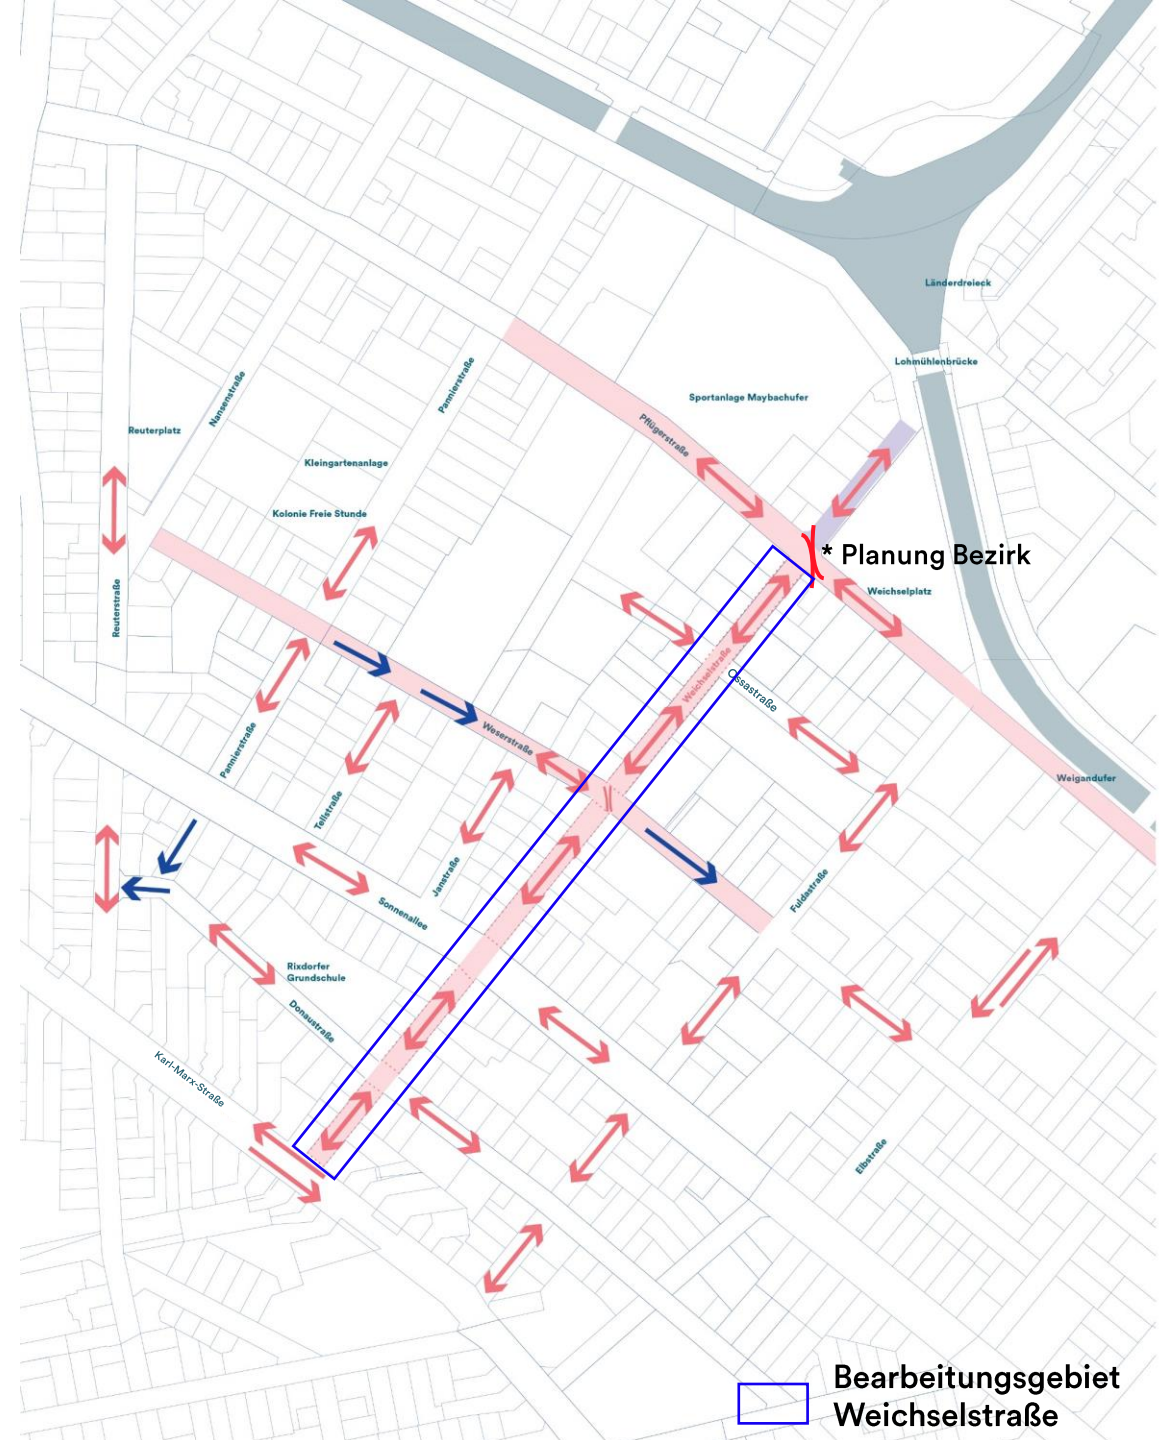 Länderdreieck
Lohmühlenbrücke
Sportanlage Maybachufer
Nansenstraße
Pannierstraße
Reuterplatz
Pflügerstraße
Kleingartenanlage
Kolonie Freie Stunde
* Planung Bezirk
Weichselplatz
Reuterstraße
Weichselstraße
Ossastraße
Pannierstraße
Weserstraße
Weigandufer
Tellstraße
Janstraße
Fuldastraße
Sonnenallee
Rixdorfer
Grundschule
Donaustraße
Karl-Marx-Straße
Elbstraße
Bearbeitungsgebiet
Weichselstraße